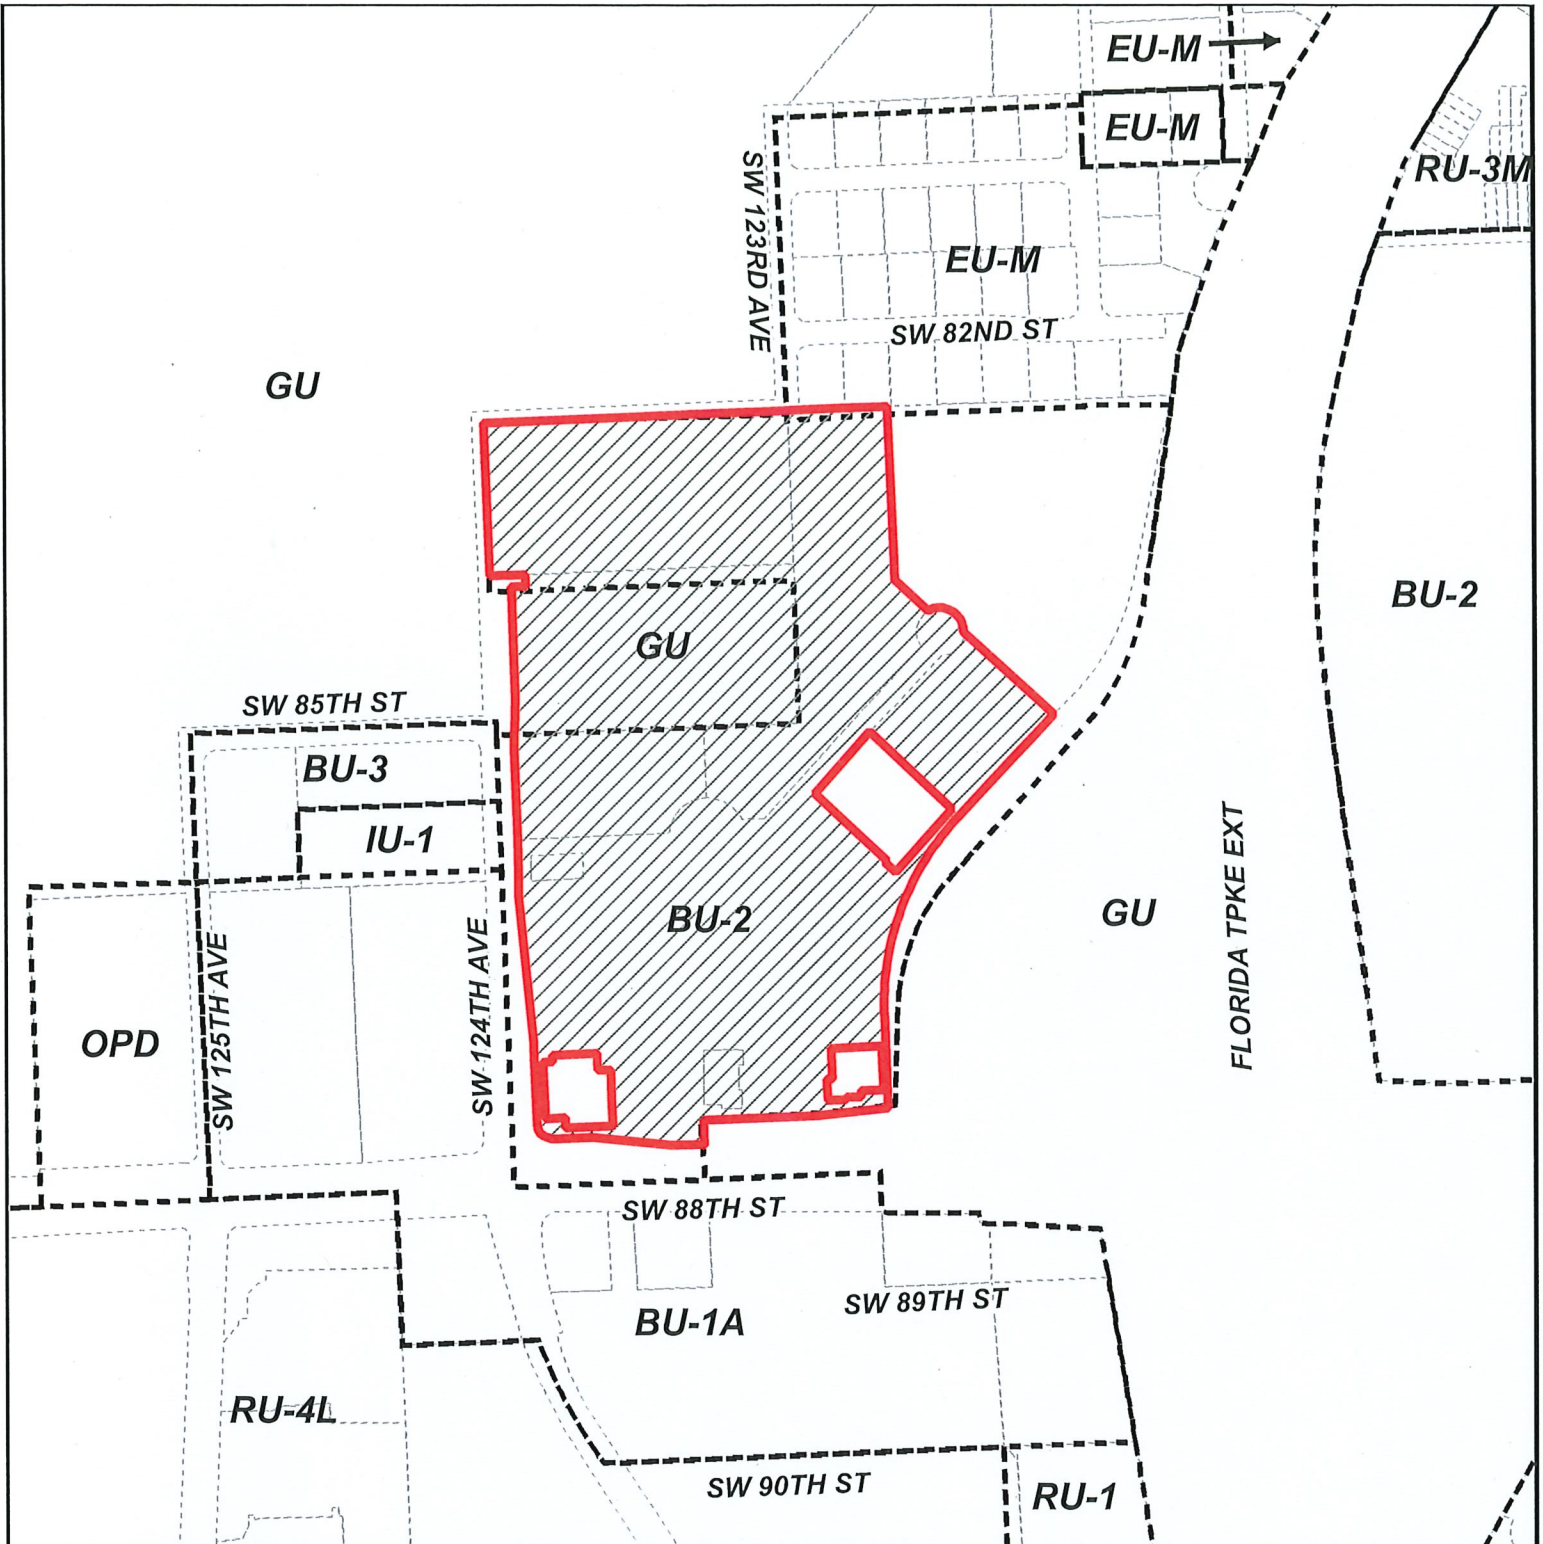 EU-M
EU-M
RU-3M
SW 123RD AVE
EU-M
SW 82ND ST
GU
BU-2
GU
SW 85TH ST
BU-3
IU-1
BU-2
GU
FLORIDA TPKE EXT
OPD
SW 125TH AVE
SW 124TH AVE
SW 88TH ST
SW 89TH ST
BU-1A
RU-4L
SW 90TH ST
RU-1